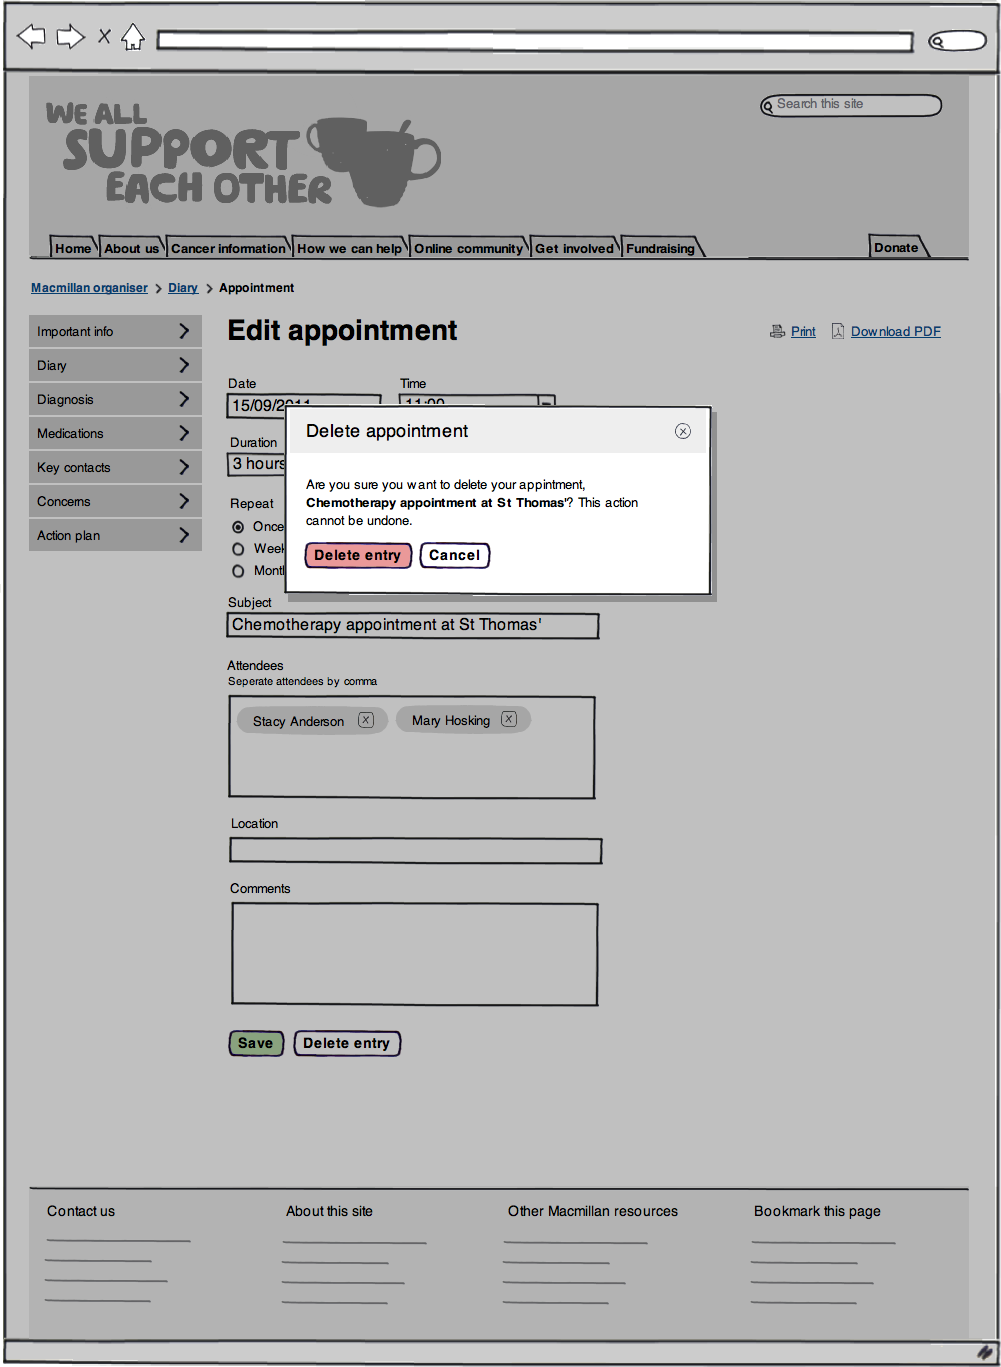 WE ALL
SUPPORT
EACH OTHER
Search this site
Home About us Cancer information How we can help Online community Get involved Fundraising Donate
Macmillan organiser Diary Appointment
Important info
Diary
Diagnosis
Medications
Key contacts
Concerns
Action plan
Edit appointment
Print Download PDF
Date Time
15/09/2011 11:00
Duration
3 hours
Repeat
Once
Delete appointment
Are you sure you want to delete your appintment,
Chemotherapy appointment at St Thomas'? This action
cannot be undone.
Delete entry Cancel
Subject
Chemotherapy appointment at St Thomas'
Attendees
Seperate attendees by comma
Stacy Anderson x Mary Hosking x
Location
Comments
Save Delete entry
Contact us About this site Other Macmillan resources Bookmark this page